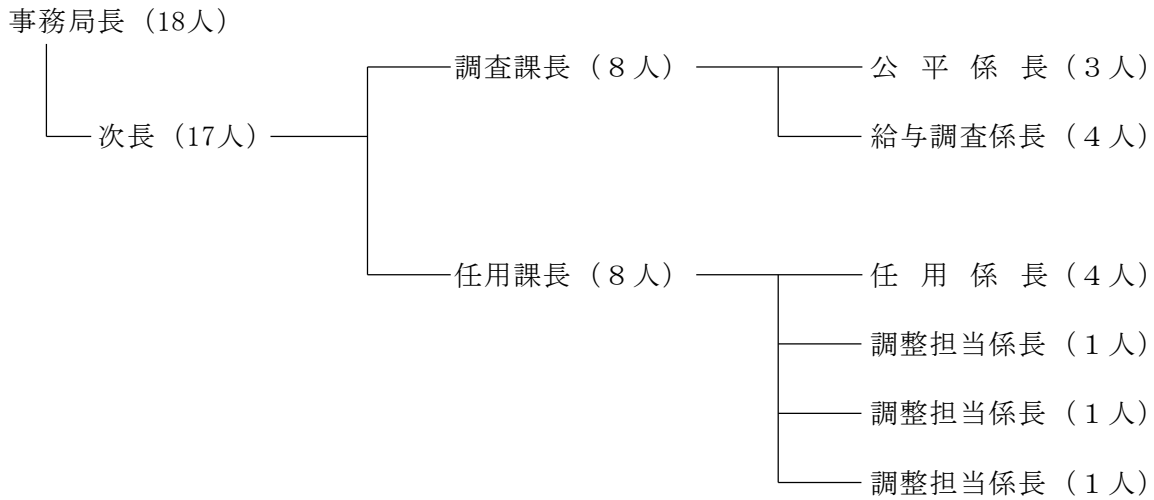 事務局長（18人）
調査課長（８人）
公平係長（３人）
次長（17人）
給与調査係長（４人）
任用課長（８人）
任用係長（４人）
調整担当係長（１人）
調整担当係長（１人）
調整担当係長（１人）